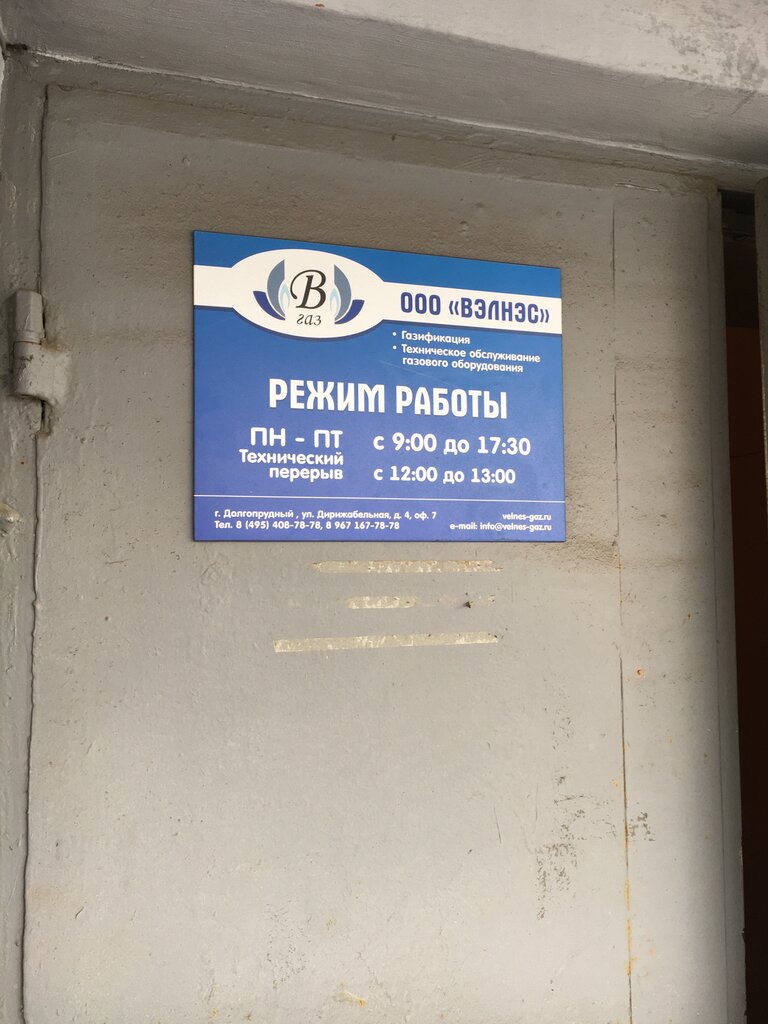 В
газ
ООО «ВЭЛНЭС»
• Газификация
• Техническое обслуживание
газового оборудования
РЕЖИМ РАБОТЫ
ПН - ПТ с 9:00 до 17:30
Технический
перерыв с 12:00 до 13:00
г. Долгопрудный , ул. Дирижабельная, д. 4, оф. 7 velnes-gaz.ru
Тел. 8 (495) 408-78-78, 8 967 167-78-78 e-mail: info@velnes-gaz.ru